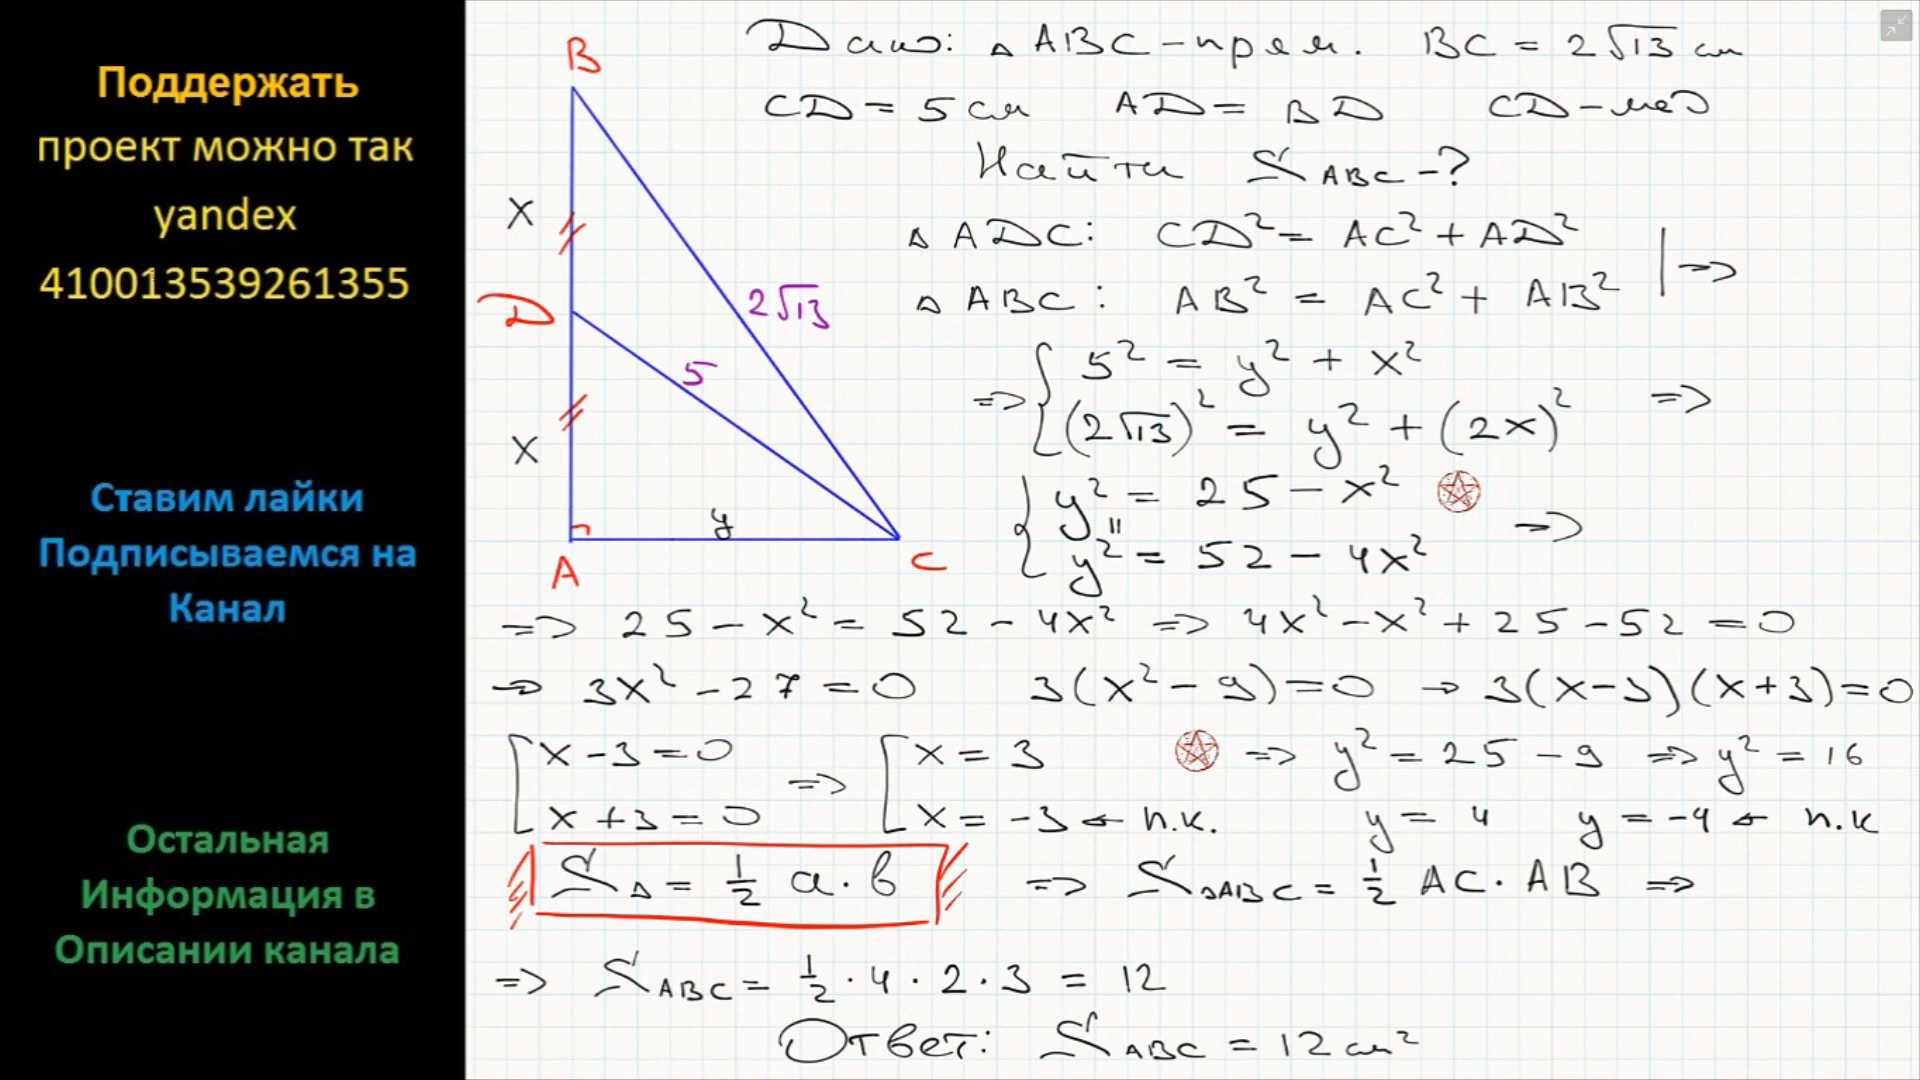 Поддержать
проект можно так
yandex
410013539261355
Ставим лайки
Подписываемся на
Канал
Остальная
Информация в
Описании канала
B
x
D
x
A
y
C
2√13
5
Дано: △ABC - прям. BC = 2√13 см
CD = 5 см AD = BD CD - мед
Найти S ABC - ?
△ADC: CD² = AC² + AD²
△ABC: AB² = AC² + AB² | =>
=> { 5² = y² + x²
(2√13)² = y² + (2x)² =>
{ y² = 25 - x²
y² = 52 - 4x² =>
=> 25 - x² = 52 - 4x² => 4x² - x² + 25 - 52 = 0
→ 3x² - 27 = 0 3(x² - 9) = 0 → 3(x - 3)(x + 3) = 0
[ x - 3 = 0 => [ x = 3 => y² = 25 - 9 => y² = 16
x + 3 = 0 x = -3 ← п.к. y = 4 y = -4 ← п.к
S△ = 1/2 a · b => S△ABC = 1/2 AC · AB =>
=> S ABC = 1/2 · 4 · 2 · 3 = 12
Ответ: S ABC = 12 см²